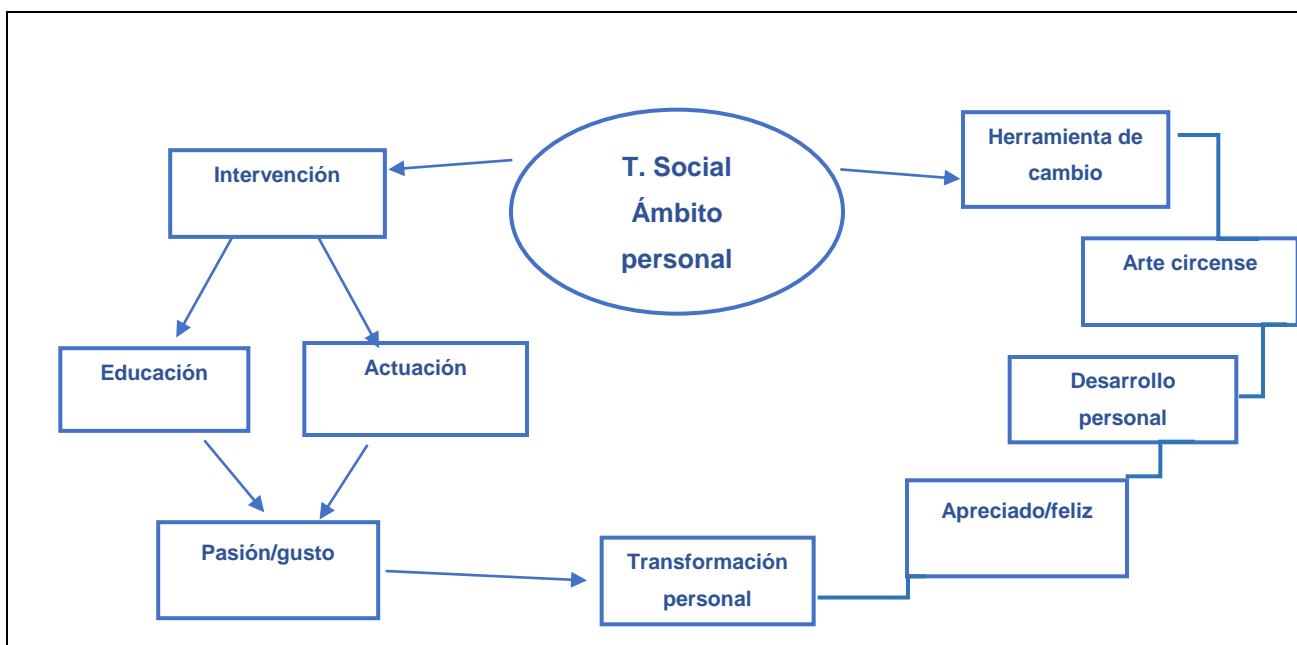 T. Social
Ámbito
personal
Intervención
Educación
Actuación
Pasión/gusto
Transformación
personal
Herramienta de
cambio
Arte circense
Desarrollo
personal
Apreciado/feliz